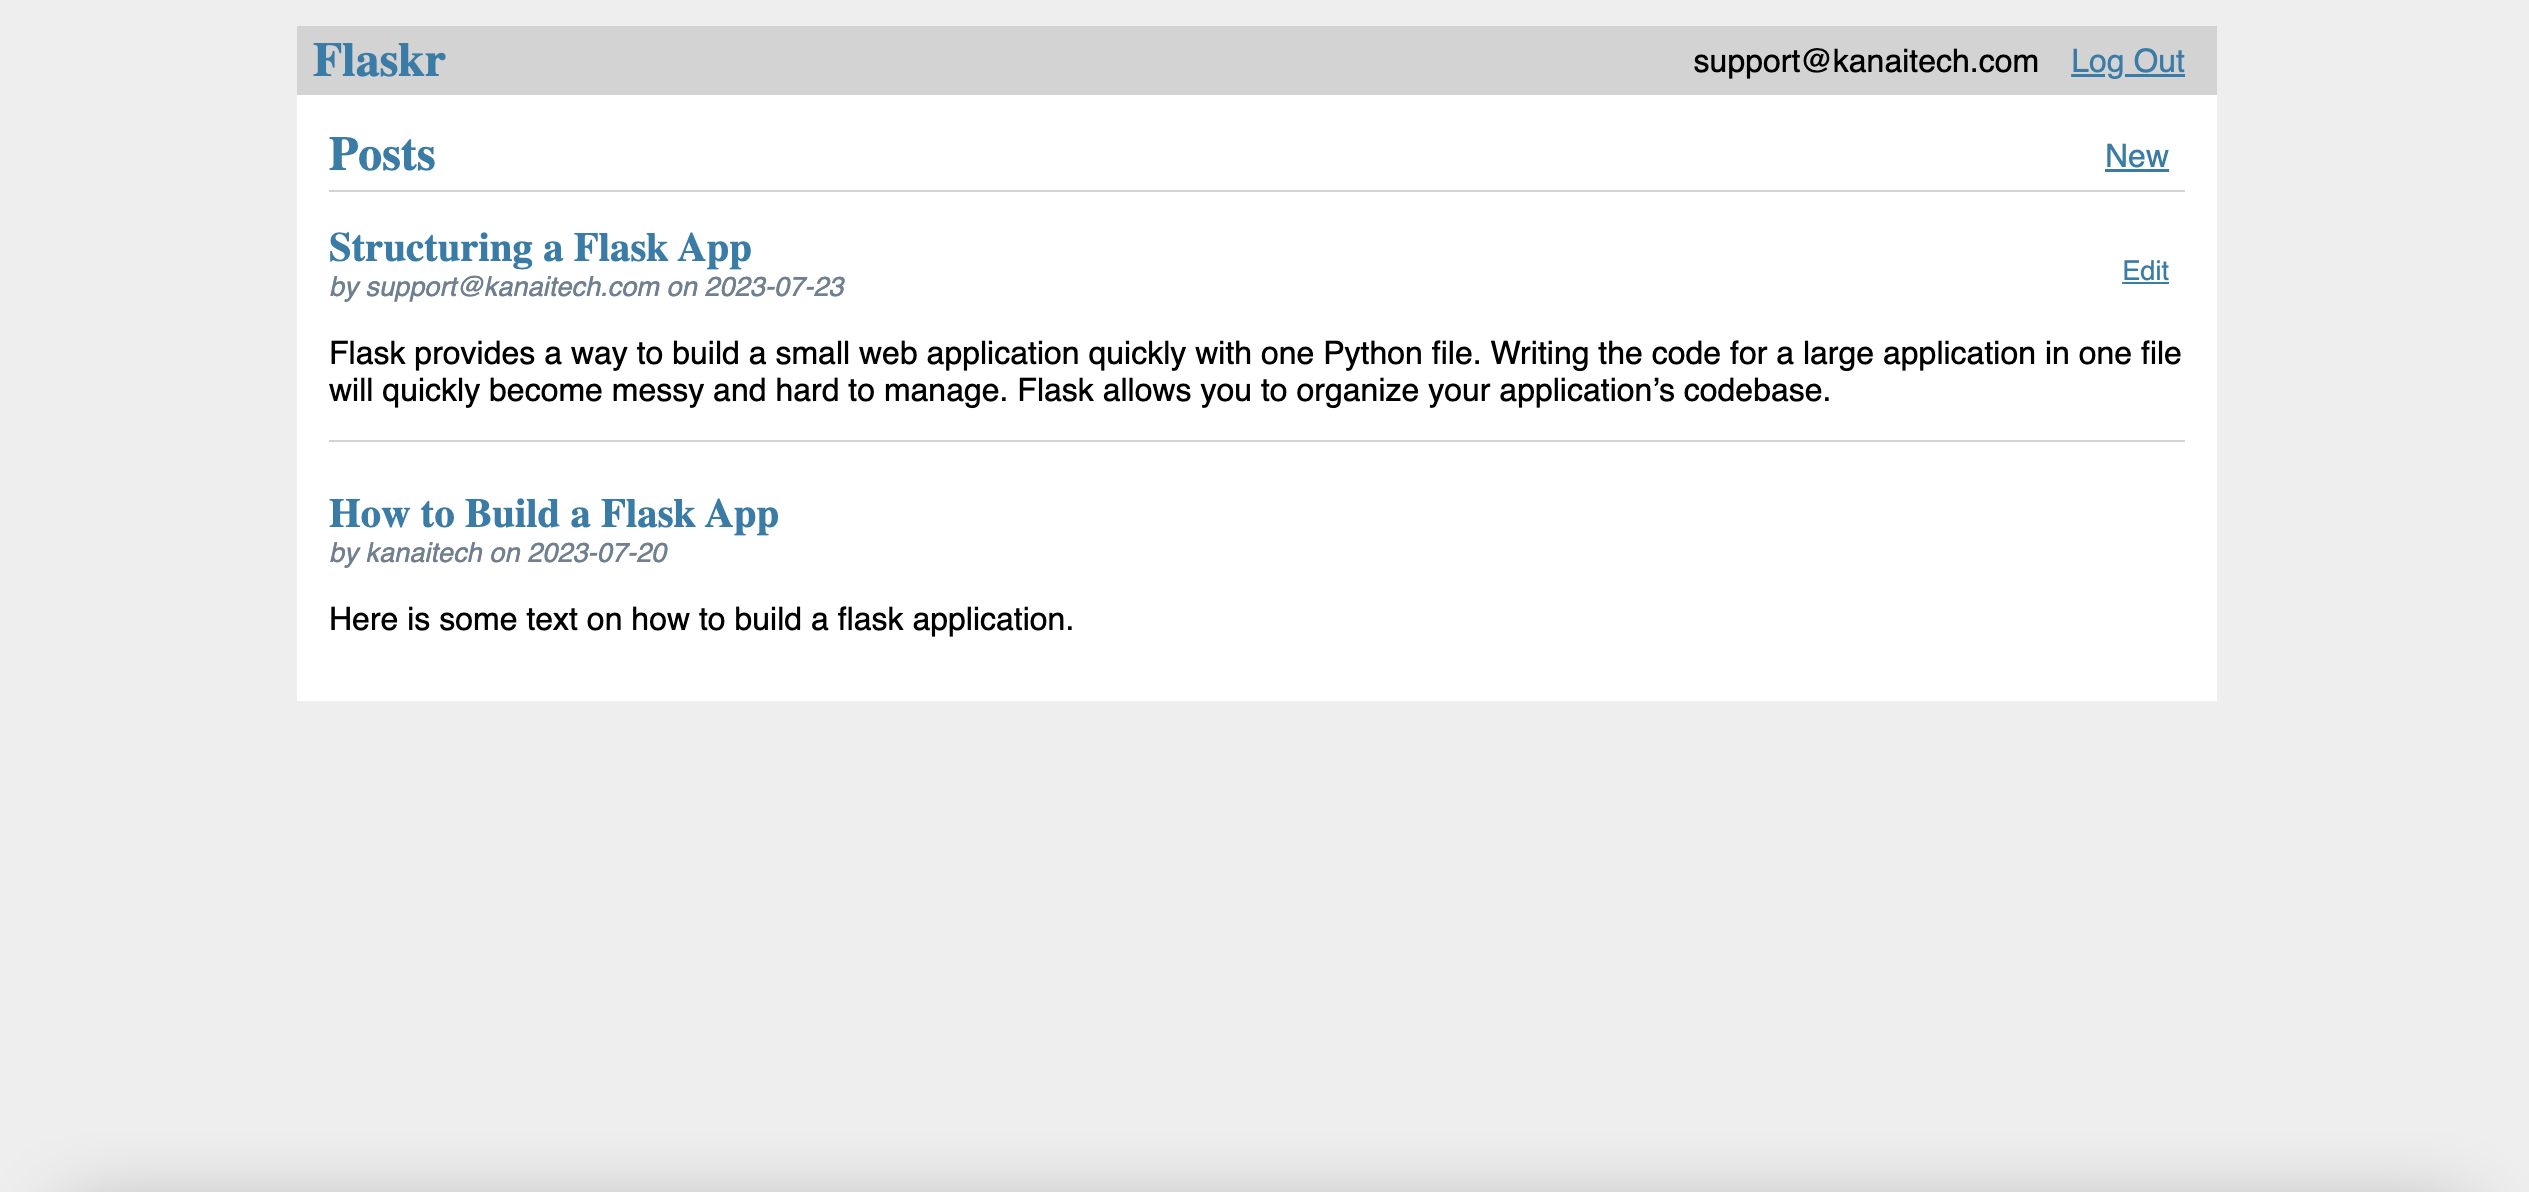 Flaskr
support@kanaitech.com Log Out
Posts
New
Structuring a Flask App
by support@kanaitech.com on 2023-07-23
Edit
Flask provides a way to build a small web application quickly with one Python file. Writing the code for a large application in one file
will quickly become messy and hard to manage. Flask allows you to organize your application’s codebase.
How to Build a Flask App
by kanaitech on 2023-07-20
Here is some text on how to build a flask application.